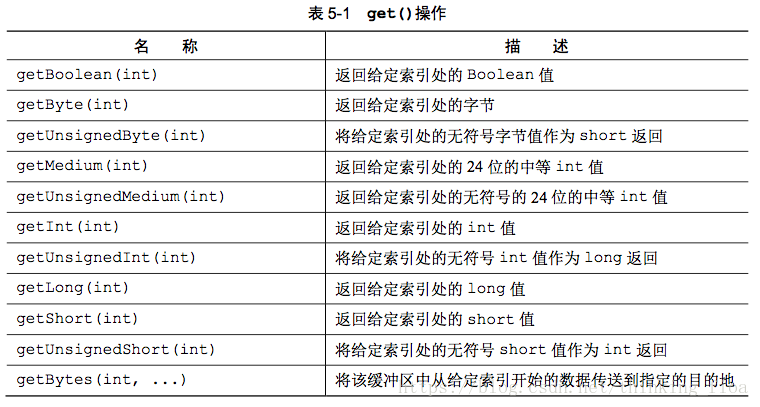 表 5-1 get()操作
名 称 描 述
getBoolean(int) 返回给定索引处的 Boolean 值
getByte(int) 返回给定索引处的字节
getUnsignedByte(int) 将给定索引处的无符号字节值作为 short 返回
getMedium(int) 返回给定索引处的 24 位的中等 int 值
getUnsignedMedium(int) 返回给定索引处的无符号的 24 位的中等 int 值
getInt(int) 返回给定索引处的 int 值
getUnsignedInt(int) 将给定索引处的无符号 int 值作为 long 返回
getLong(int) 返回给定索引处的 long 值
getShort(int) 返回给定索引处的 short 值
getUnsignedShort(int) 将给定索引处的无符号 short 值作为 int 返回
getBytes(int, ...) 将该缓冲区中从给定索引开始的数据传送到指定的目的地